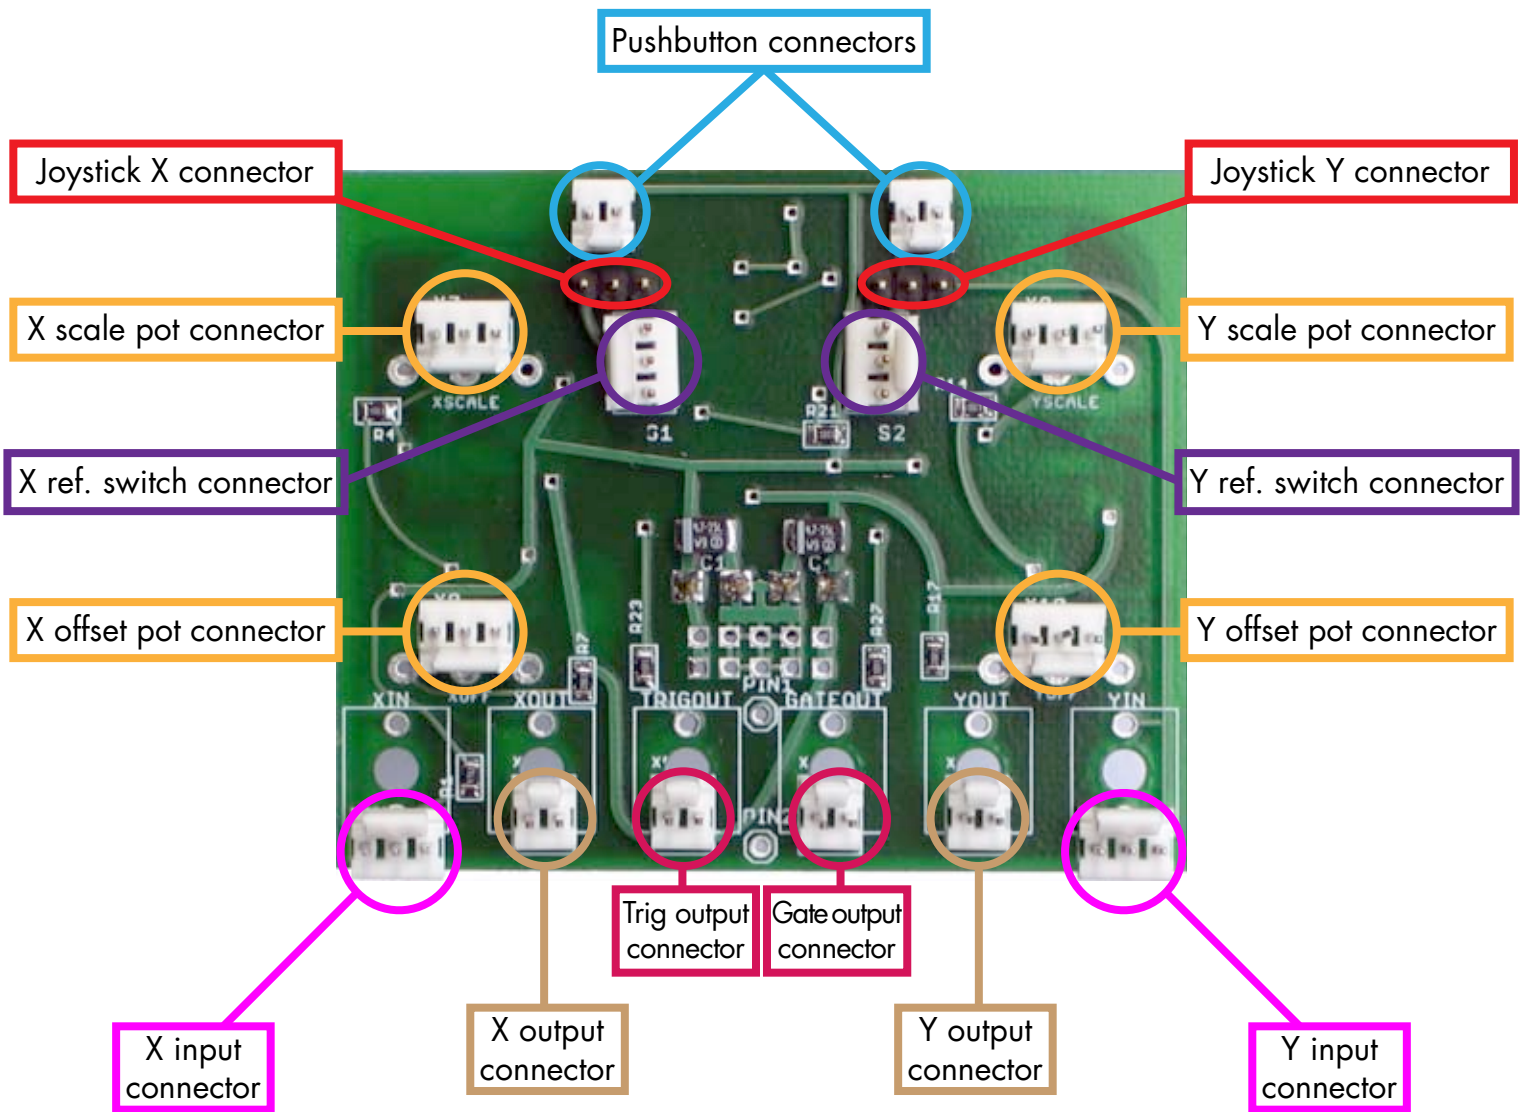 Pushbutton connectors
Joystick X connector
Joystick Y connector
X scale pot connector
Y scale pot connector
XSCALE
YSCALE
R4
R21
S1
S2
X ref. switch connector
Y ref. switch connector
C1
X offset pot connector
Y offset pot connector
R7
R23
R27
R17
PIN1
XIN
XOUT
TRIGOUT
GATEOUT
YOUT
YIN
PIN2
Trig output
connector
Gate output
connector
X output
connector
Y output
connector
X input
connector
Y input
connector